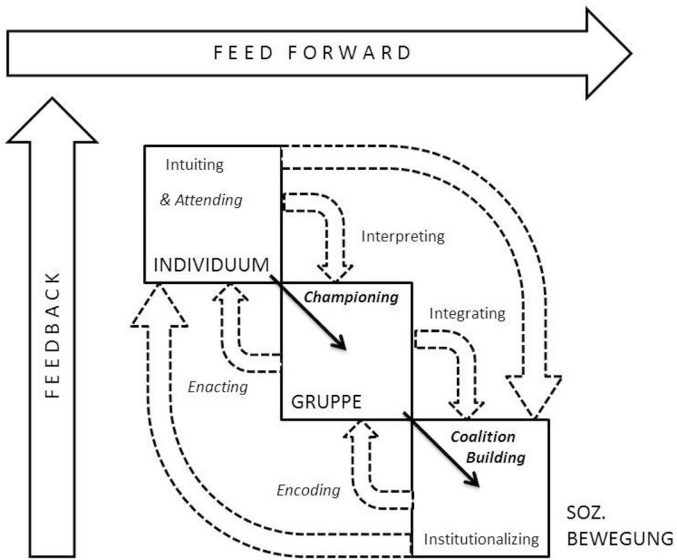 FEED FORWARD
FEEDBACK
Intuiting
& Attending
INDIVIDUUM
Interpreting
Championing
Integrating
Enacting
GRUPPE
Coalition
Building
Encoding
Institutionalizing
SOZ.
BEWEGUNG